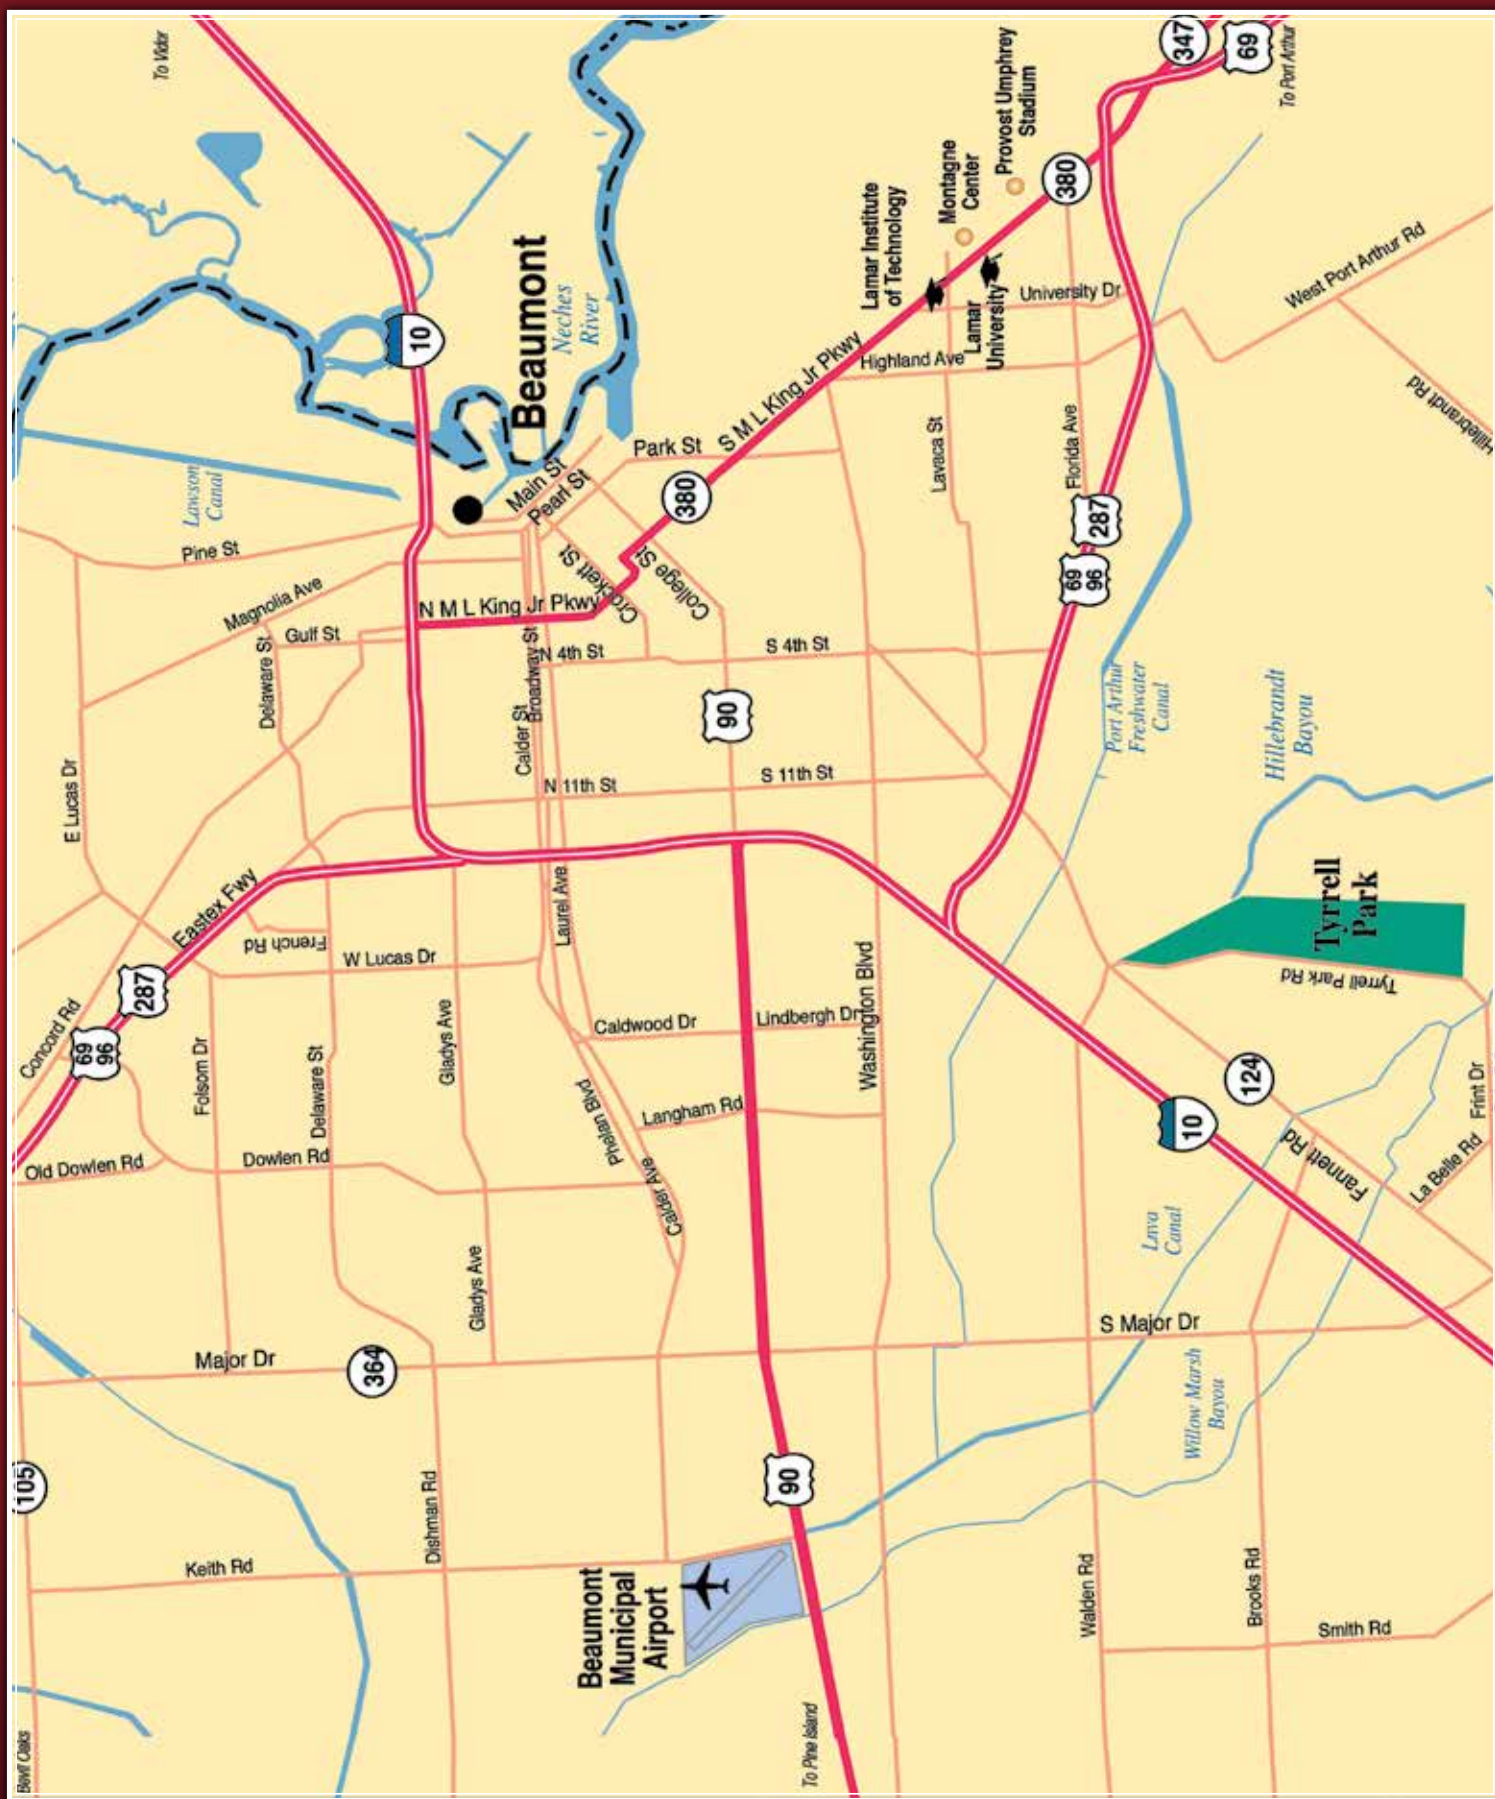 To Vidor
347
69
To Port Arthur
Provost Umphrey
Stadium
Montagne
Center
380
Lamar Institute
of Technology
Lamar
University
University Dr
West Port Arthur Rd
Hillebrandt Rd
10
Beaumont
Neches
River
Highland Ave
S M L King Jr Pkwy
Park St
380
Lavaca St
Florida Ave
287
69
96
Lawson
Canal
Pine St
Main St
Pearl St
Crockett St
College St
Magnolia Ave
Gulf St
Delaware St
N M L King Jr Pkwy
Broadway St
N 4th St
S 4th St
90
Calder St
N 11th St
S 11th St
Port Arthur
Freshwater
Canal
Hillebrandt
Bayou
E Lucas Dr
Eastex Fwy
French Rd
W Lucas Dr
Laurel Ave
Washington Blvd
Tyrrell
Park
Tyrrell Park Rd
287
69
96
Concord Rd
Folsom Dr
Delaware St
Gladys Ave
Caldwood Dr
Lindbergh Dr
Phelan Blvd
Langham Rd
Calder Ave
124
10
Fannett Rd
Frint Dr
La Belle Rd
Old Dowlen Rd
Dowlen Rd
Gladys Ave
Lnva
Canal
Major Dr
364
S Major Dr
Willow Marsh
Bayou
105
Dishman Rd
Keith Rd
90
Beaumont
Municipal
Airport
Walden Rd
Brooks Rd
Smith Rd
Bevil Oaks
To Pine Island